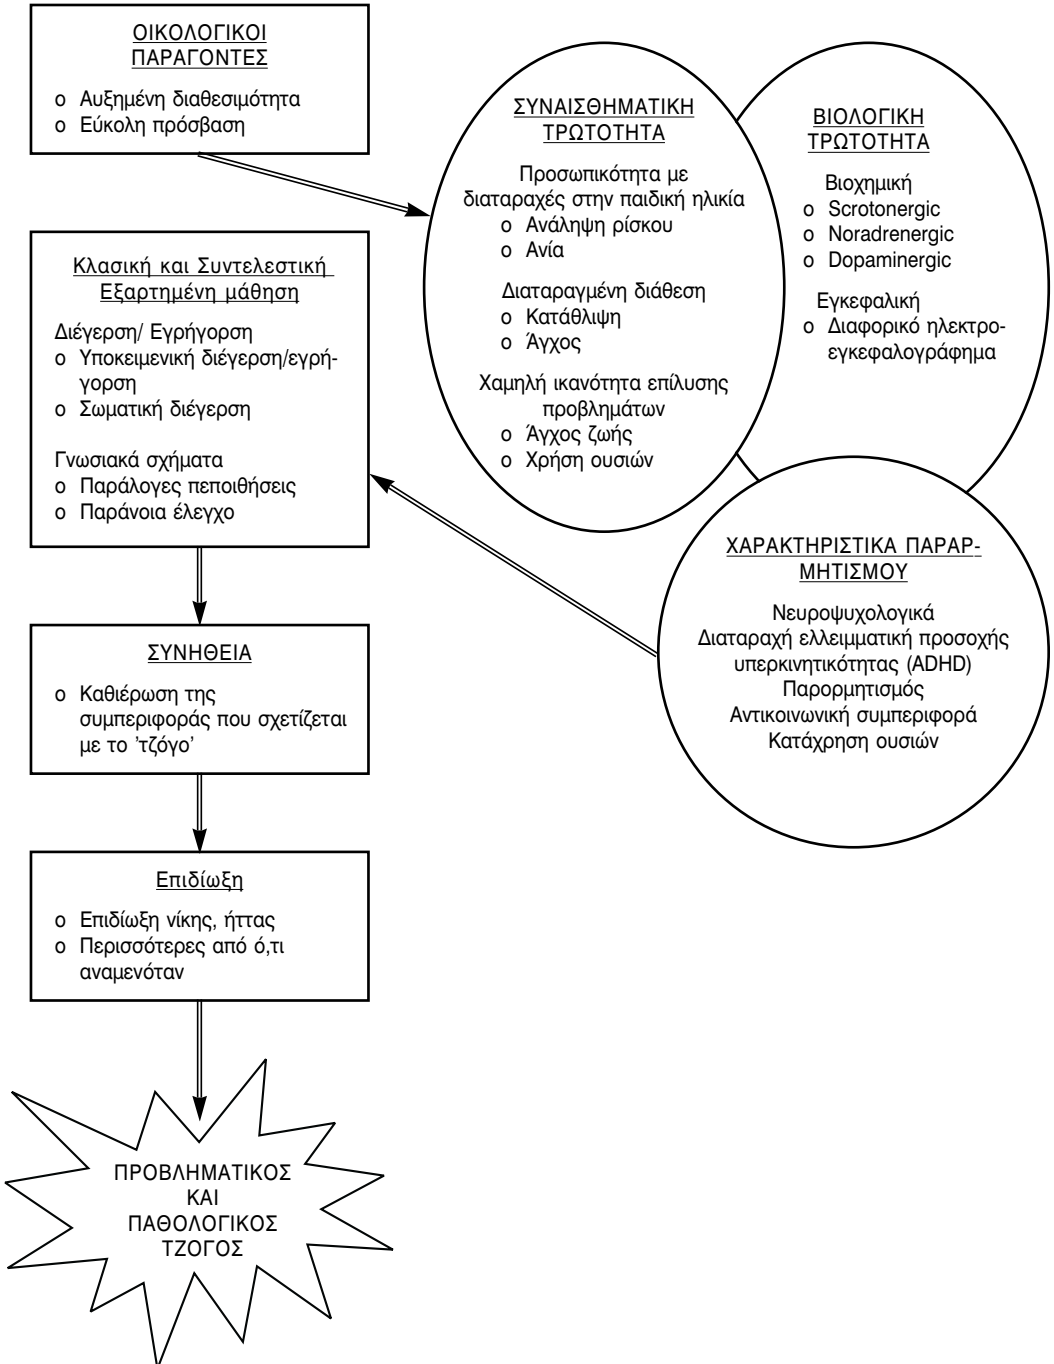 ΟΙΚΟΛΟΓΙΚΟΙ
ΠΑΡΑΓΟΝΤΕΣ
o Αυξημένη διαθεσιμότητα
o Εύκολη πρόσβαση
ΣΥΝΑΙΣΘΗΜΑΤΙΚΗ
ΤΡΩΤΟΤΗΤΑ
Προσωπικότητα με
διαταραχές στην παιδική ηλικία
o Ανάληψη ρίσκου
o Ανία
Διαταραγμένη διάθεση
o Κατάθλιψη
o Άγχος
Χαμηλή ικανότητα επίλυσης
προβλημάτων
o Άγχος ζωής
o Χρήση ουσιών
ΒΙΟΛΟΓΙΚΗ
ΤΡΩΤΟΤΗΤΑ
Βιοχημική
o Scrotonergic
o Noradrenergic
o Dopaminergic
Εγκεφαλική
o Διαφορικό ηλεκτρο-
εγκεφαλογράφημα
ΧΑΡΑΚΤΗΡΙΣΤΙΚΑ ΠΑΡΑΡ-
ΜΗΤΙΣΜΟΥ
Νευροψυχολογικά
Διαταραχή ελλειμματική προσοχής
υπερκινητικότητας (ADHD)
Παρορμητισμός
Αντικοινωνική συμπεριφορά
Κατάχρηση ουσιών
Κλασική και Συντελεστική
Εξαρτημένη μάθηση
Διέγερση/ Εγρήγορση
o Υποκειμενική διέγερση/εγρή-
γορση
o Σωματική διέγερση
Γνωσιακά σχήματα
o Παράλογες πεποιθήσεις
o Παράνοια έλεγχο
ΣΥΝΗΘΕΙΑ
o Καθιέρωση της
συμπεριφοράς που σχετίζεται
με το 'τζόγο'
Επιδίωξη
o Επιδίωξη νίκης, ήττας
o Περισσότερες από ό,τι
αναμενόταν
ΠΡΟΒΛΗΜΑΤΙΚΟΣ
ΚΑΙ
ΠΑΘΟΛΟΓΙΚΟΣ
ΤΖΟΓΟΣ